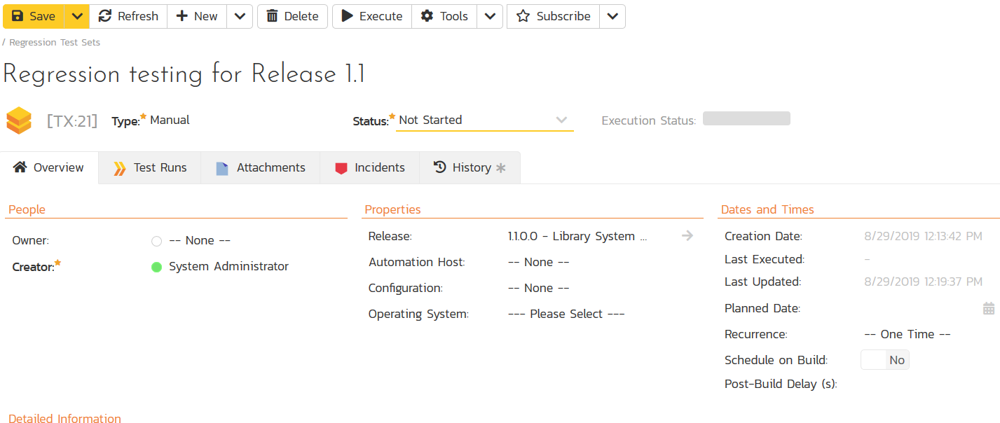 Save Refresh New Delete Execute Tools Subscribe
/ Regression Test Sets
Regression testing for Release 1.1
[TX:21] Type: Manual Status: Not Started Execution Status:
Overview Test Runs Attachments Incidents History
People
Owner: -- None --
Creator: System Administrator
Properties
Release: 1.1.0.0 - Library System ...
Automation Host: -- None --
Configuration: -- None --
Operating System: --- Please Select ---
Dates and Times
Creation Date: 8/29/2019 12:13:42 PM
Last Executed: -
Last Updated: 8/29/2019 12:19:37 PM
Planned Date:
Recurrence: -- One Time --
Schedule on Build: No
Post-Build Delay (s):
Detailed Information